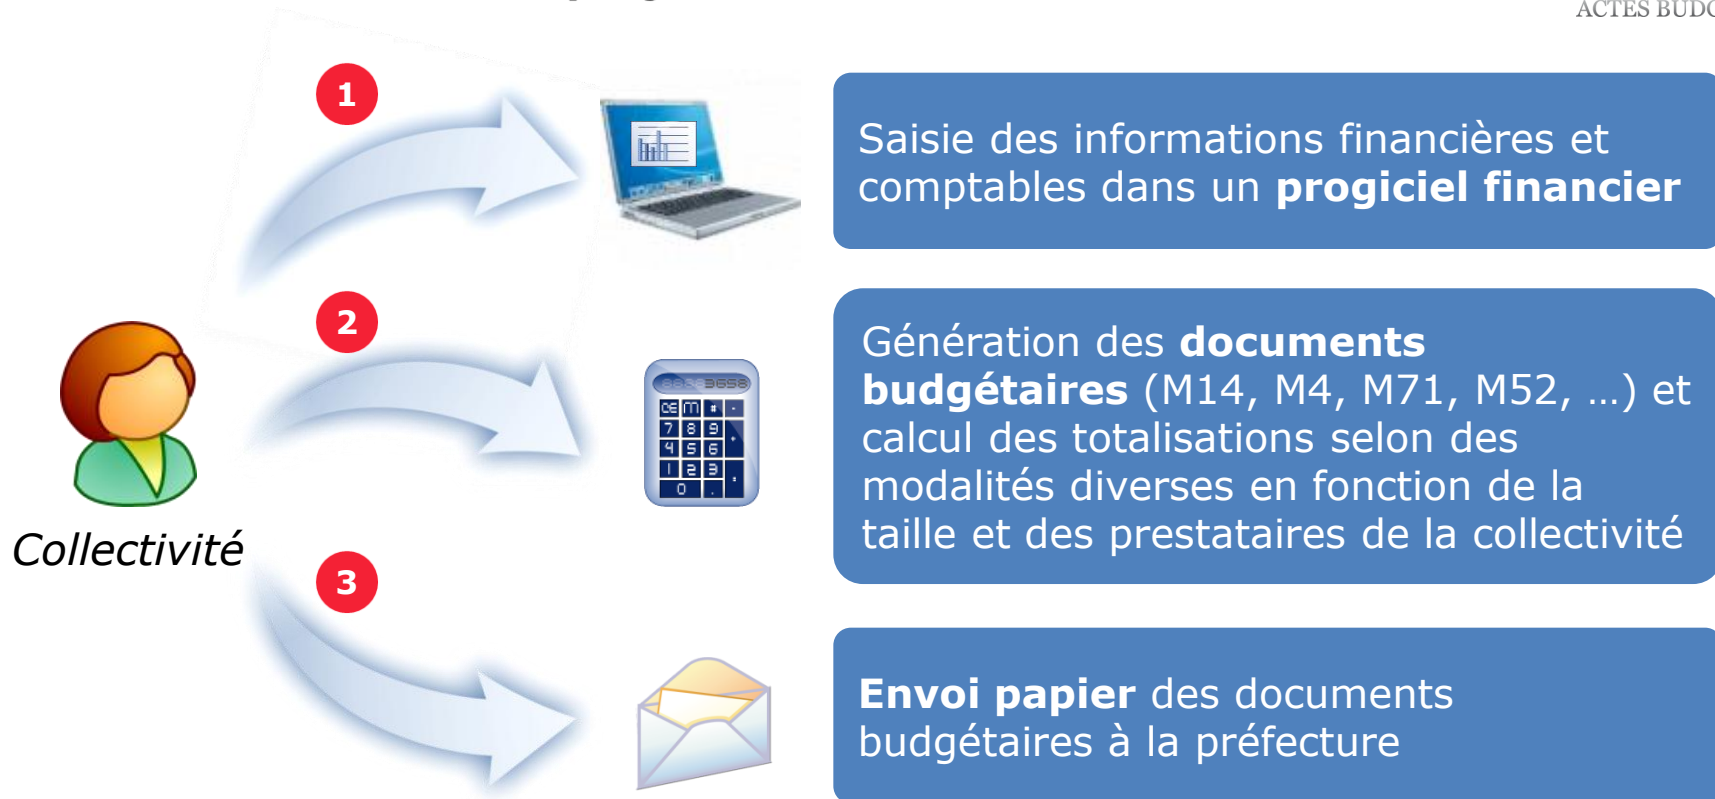 ACTES BUDG
1
Saisie des informations financières et
comptables dans un progiciel financier
2
Génération des documents
budgétaires (M14, M4, M71, M52, …) et
calcul des totalisations selon des
modalités diverses en fonction de la
taille et des prestataires de la collectivité
Collectivité
3
Envoi papier des documents
budgétaires à la préfecture